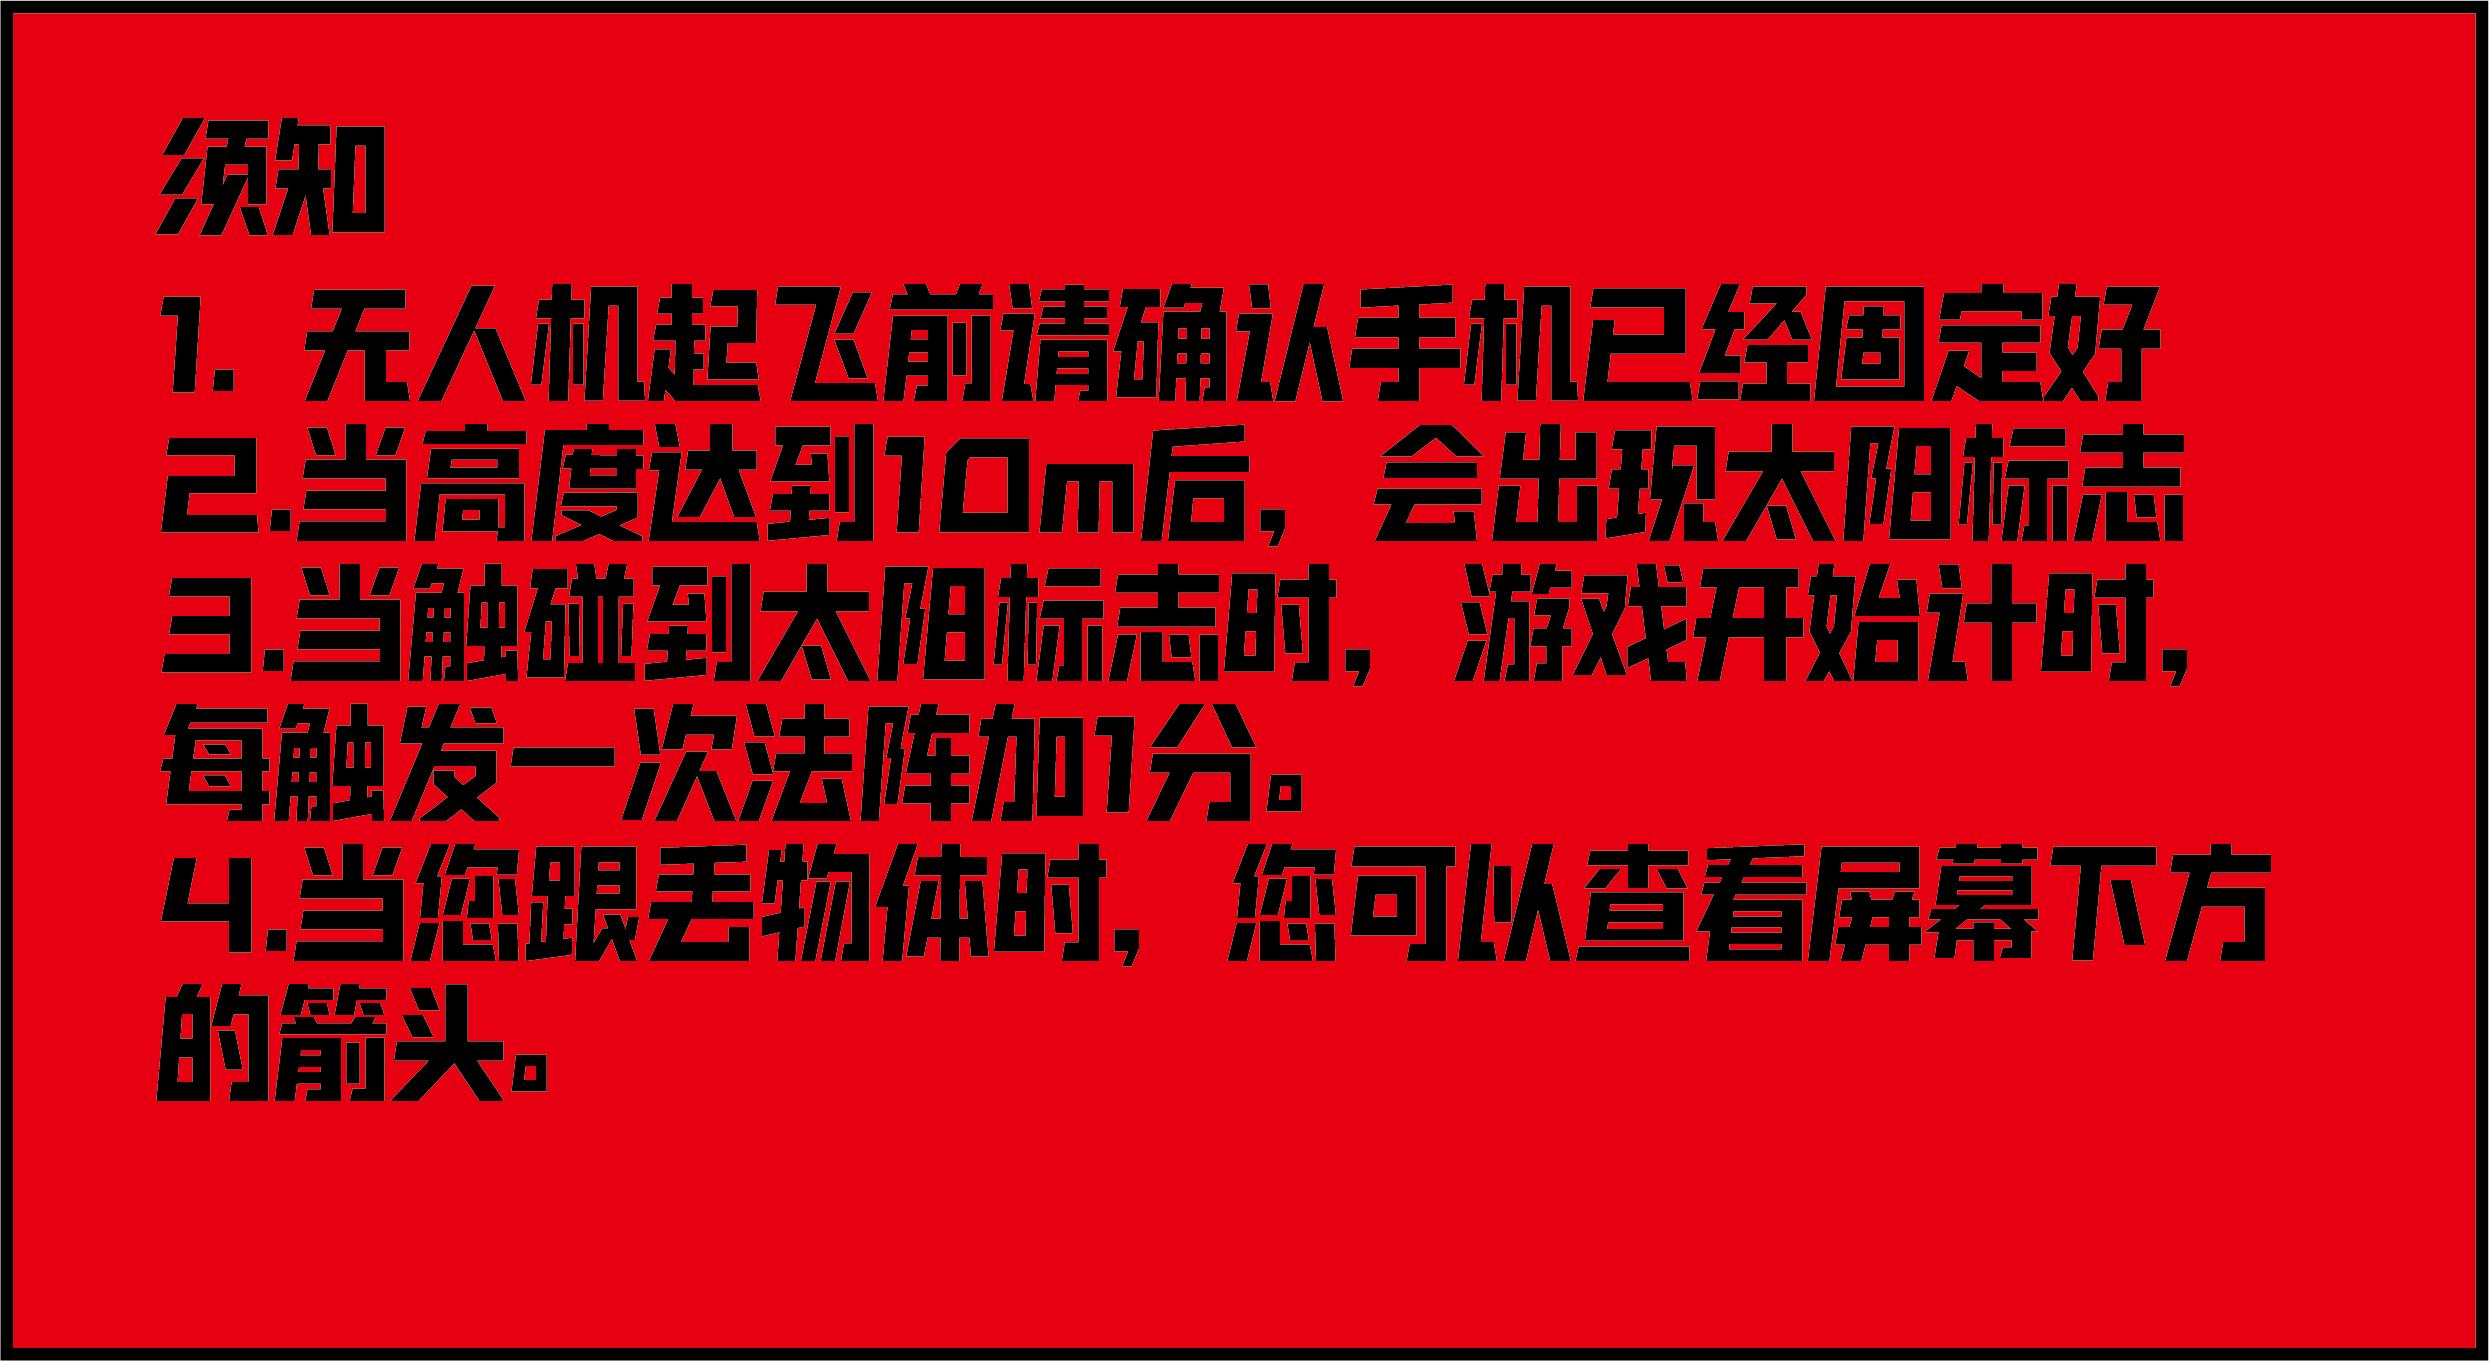 须知
1. 无人机起飞前请确认手机已经固定好
2.当高度达到10m后，会出现太阳标志
3.当触碰到太阳标志时，游戏开始计时，
每触发一次法阵加1分。
4.当您跟丢物体时，您可以查看屏幕下方
的箭头。